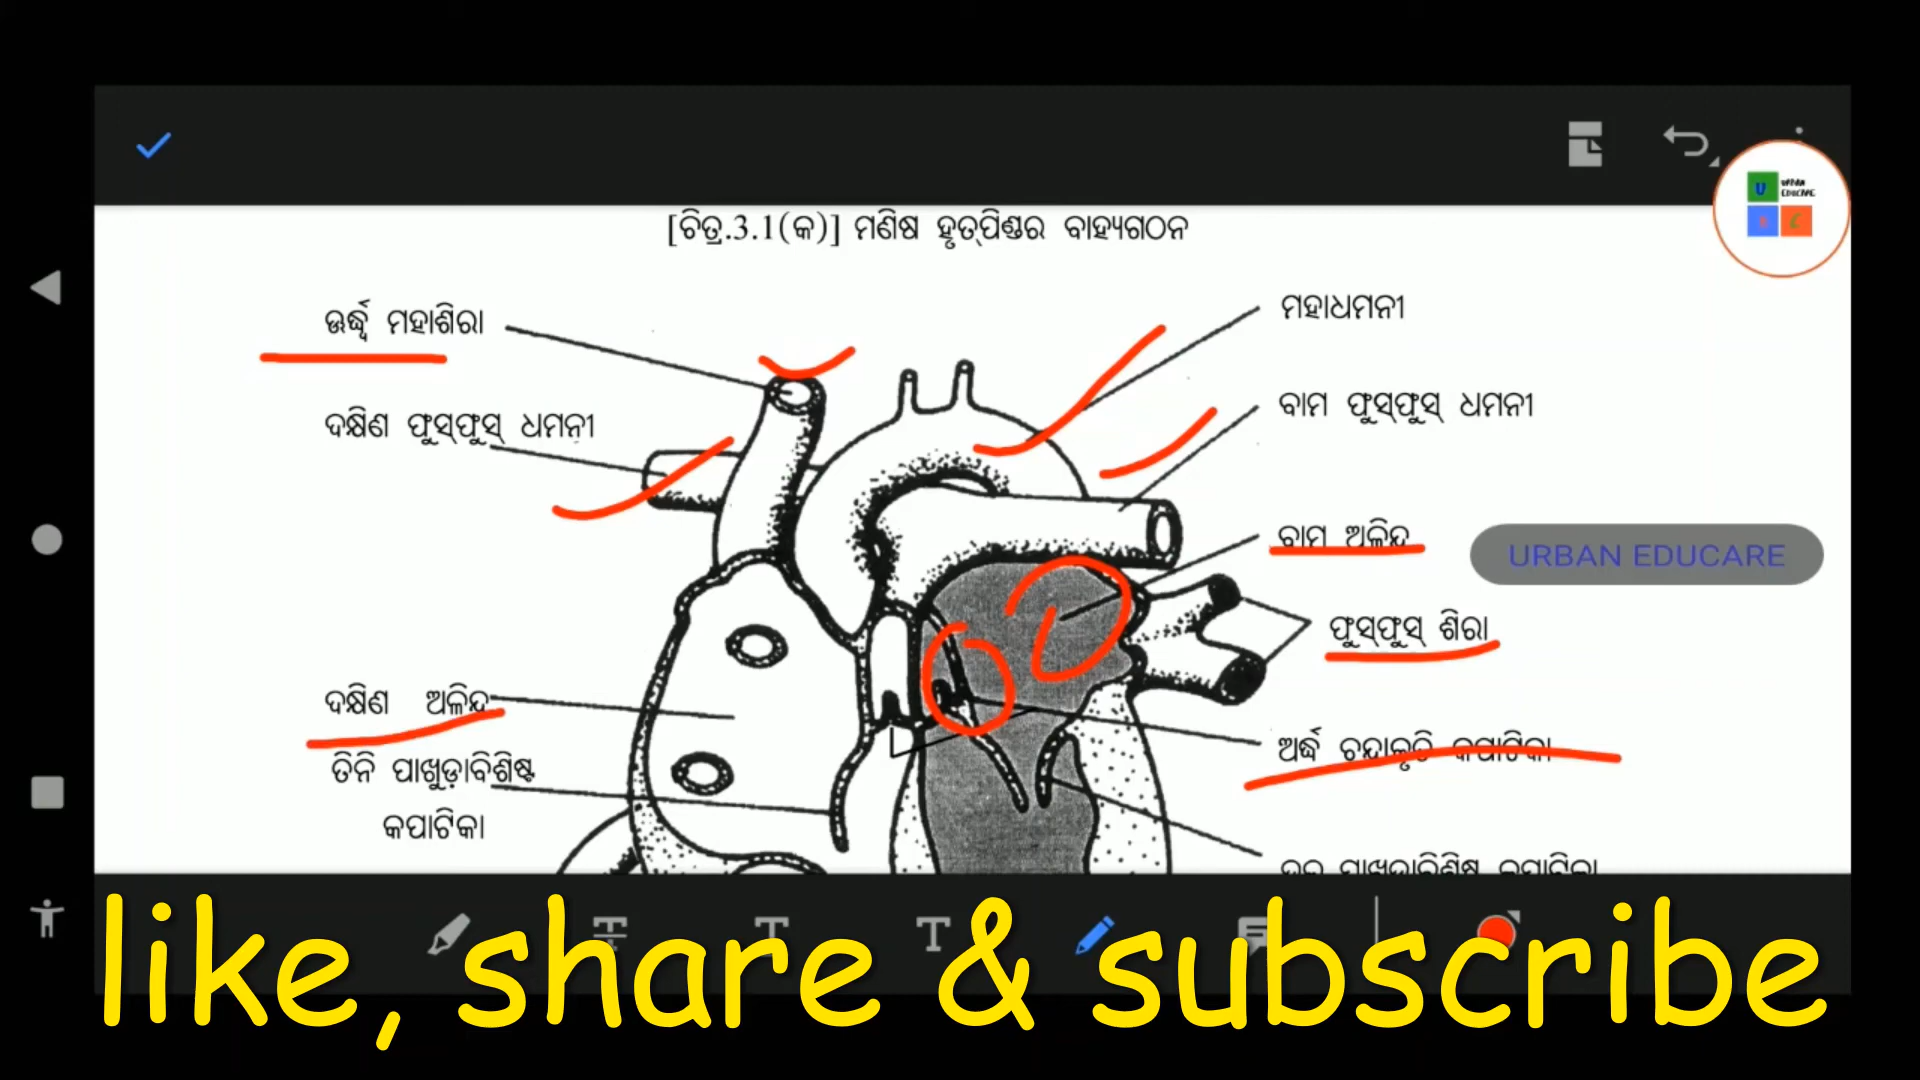 [ଚିତ୍ର.3.1(କ)] ମଣିଷ ହୃତ୍‌ପିଣ୍ଡର ବାହ୍ୟଗଠନ
ଊର୍ଦ୍ଧ୍ୱ ମହାଶିରା
ମହାଧମନୀ
ଦକ୍ଷିଣ ଫୁସ୍‌ଫୁସ୍ ଧମନୀ
ବାମ ଫୁସ୍‌ଫୁସ୍ ଧମନୀ
ବାମ ଅଳିନ୍ଦ
URBAN EDUCARE
ଫୁସ୍‌ଫୁସ୍ ଶିରା
ଦକ୍ଷିଣ ଅଳିନ୍ଦ
ଅର୍ଦ୍ଧ ଚନ୍ଦ୍ରାକୃତି କପାଟିକା
ତିନି ପାଖୁଡ଼ାବିଶିଷ୍ଟ
କପାଟିକା
like, share & subscribe